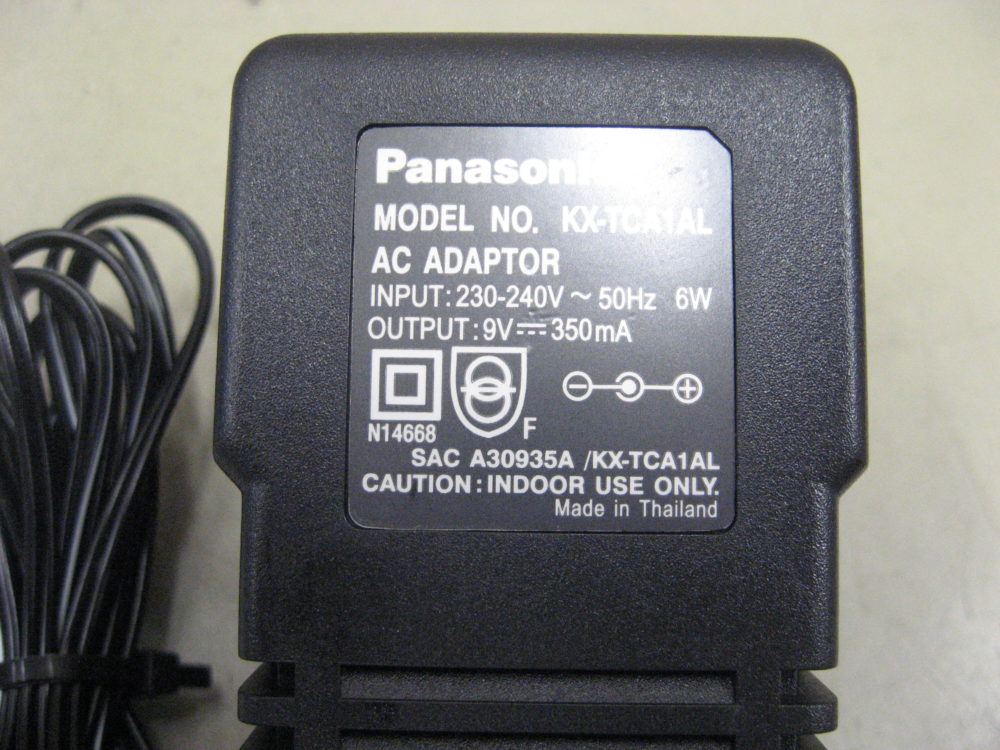 Panasonic
MODEL NO. KX-TCA1AL
AC ADAPTOR
INPUT:230-240V ~ 50Hz 6W
OUTPUT:9V⎓350mA
N14668
F
SAC A30935A /KX-TCA1AL
CAUTION:INDOOR USE ONLY.
Made in Thailand